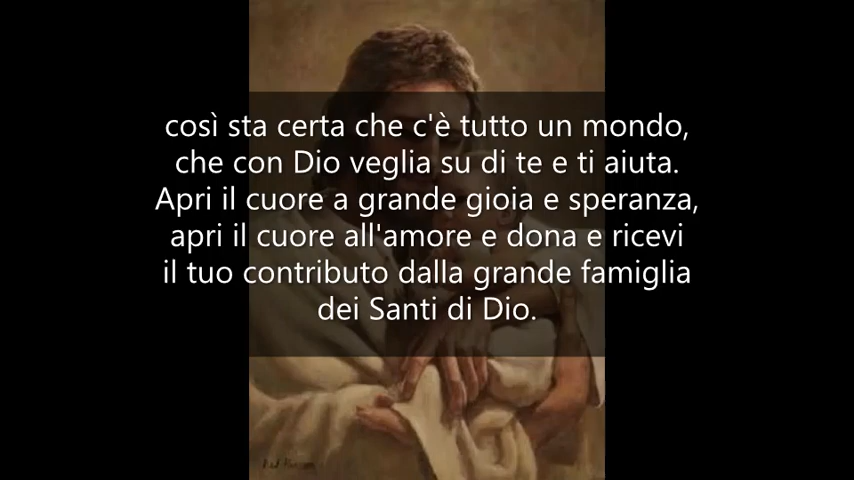 così sta certa che c'è tutto un mondo,
che con Dio veglia su di te e ti aiuta.
Apri il cuore a grande gioia e speranza,
apri il cuore all'amore e dona e ricevi
il tuo contributo dalla grande famiglia
dei Santi di Dio.